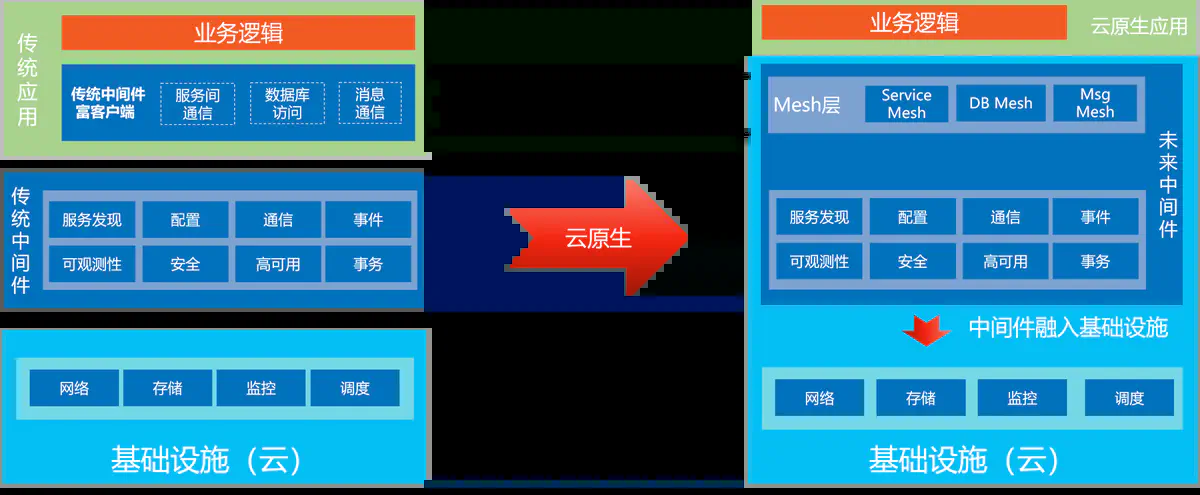 传统应用
业务逻辑
传统中间件
富客户端
服务间
通信
数据库
访问
消息
通信
传统中间件
服务发现
配置
通信
事件
可观测性
安全
高可用
事务
网络
存储
监控
调度
基础设施（云）
云原生
业务逻辑
云原生应用
Mesh层
Service
Mesh
DB Mesh
Msg
Mesh
未来中间件
服务发现
配置
通信
事件
可观测性
安全
高可用
事务
中间件融入基础设施
网络
存储
监控
调度
基础设施（云）